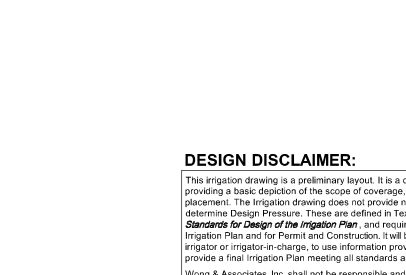 DESIGN DISCLAIMER:
This irrigation drawing is a preliminary layout. It is a
providing a basic depiction of the scope of coverage,
placement. The Irrigation drawing does not provide
determine Design Pressure. These are defined in
Standards for Design of the Irrigation Plan, and
Irrigation Plan and for Permit and Construction. It will
irrigator or irrigator-in-charge, to use information
provide a final Irrigation Plan meeting all standards
Wong & Associates, Inc. shall not be responsible and